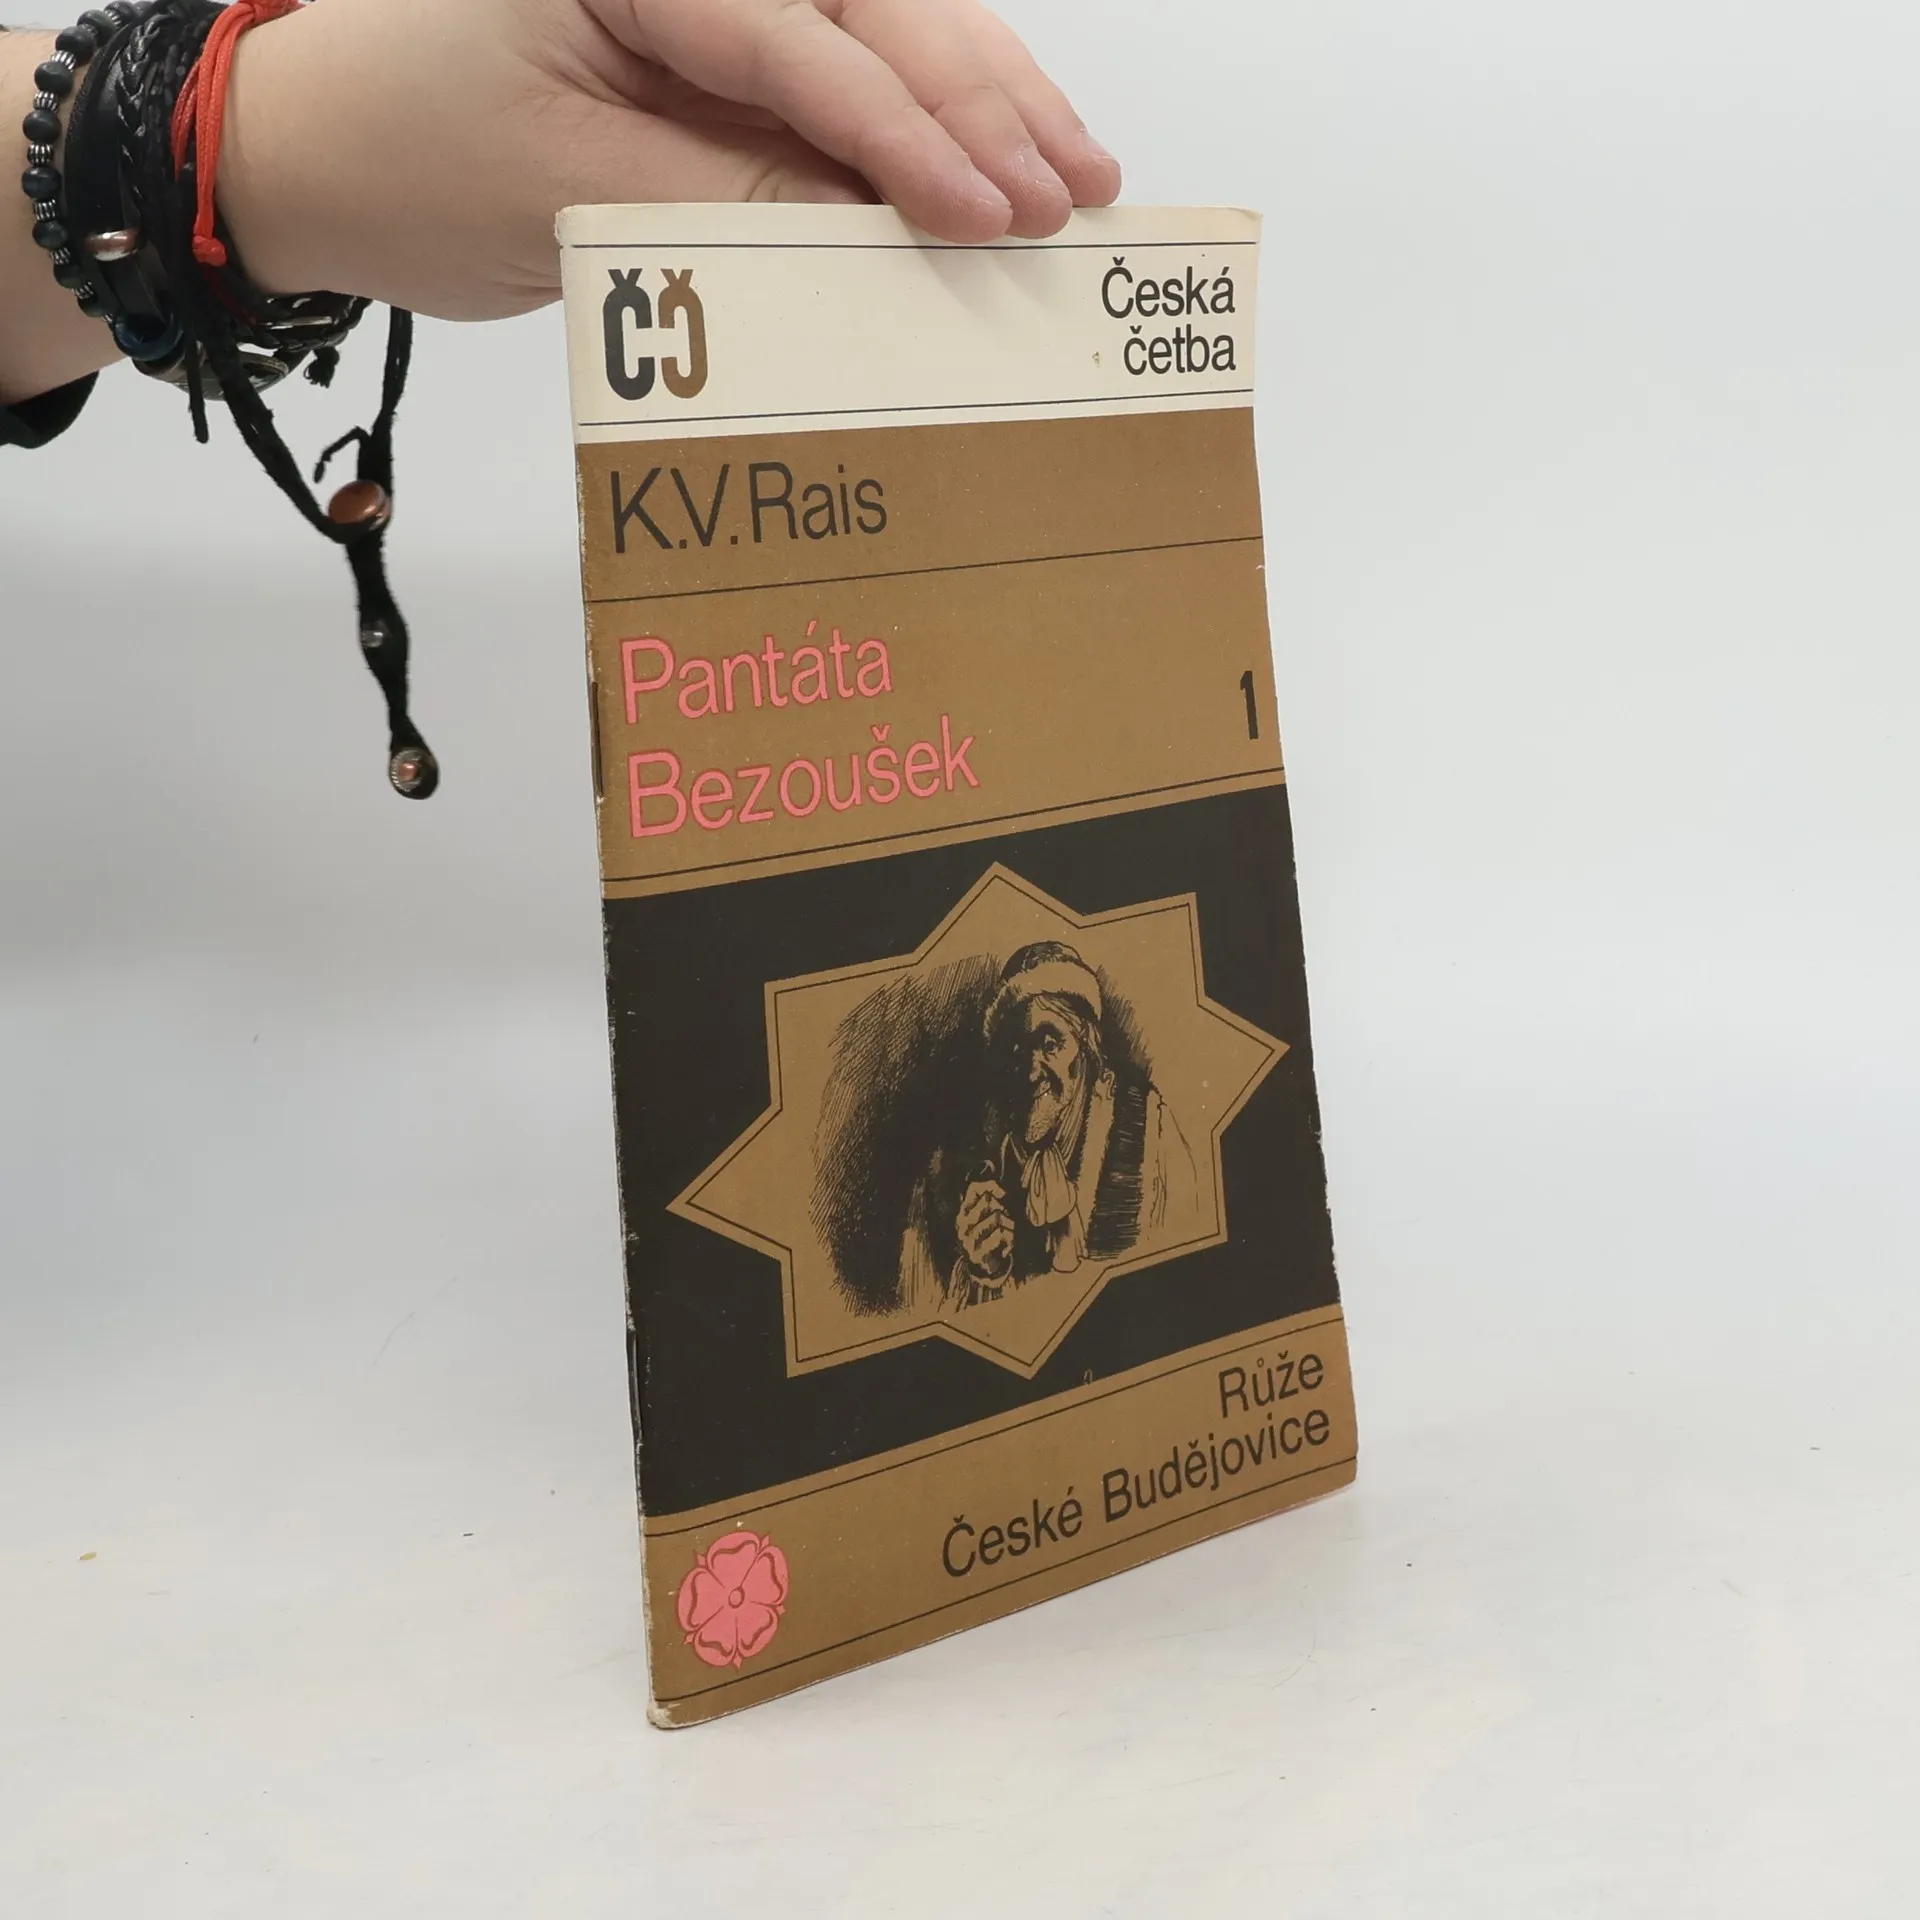 ČČ
Česká
četba
K.V. Rais
Pantáta
Bezoušek
1
Růže
České Budějovice